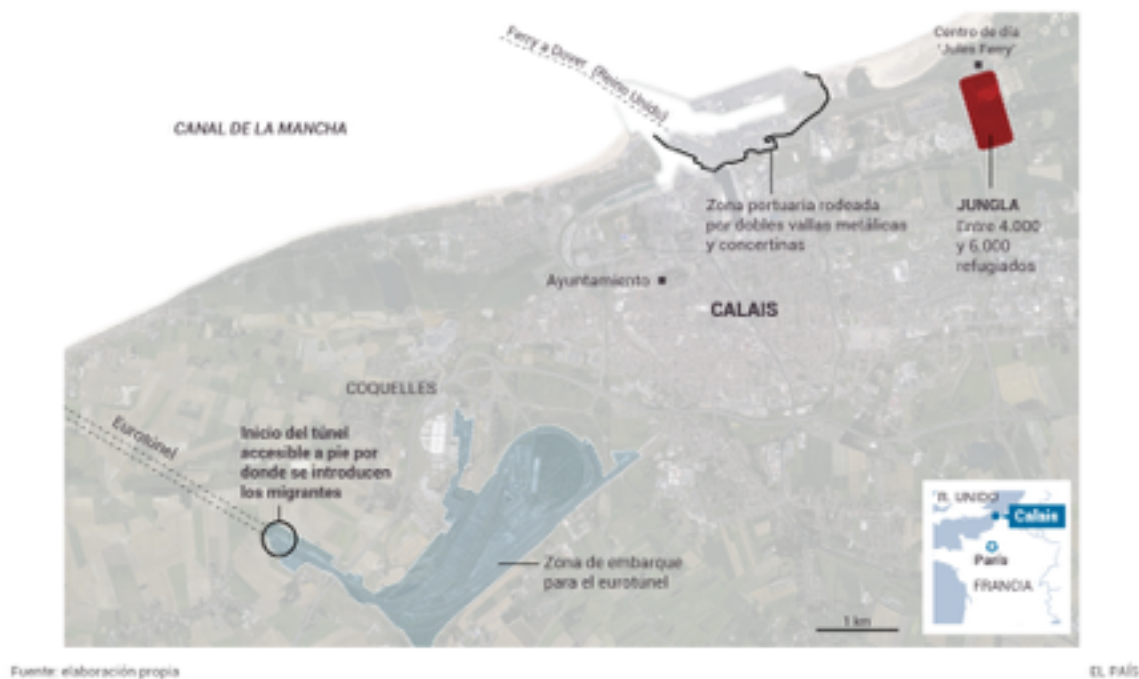 Centro de día
'Jules Ferry'
Ferry a Dover (Reino Unido)
CANAL DE LA MANCHA
Zona portuaria rodeada
por dobles vallas metálicas
y concertinas
JUNGLA
Entre 4.000
y 6.000
refugiados
Ayuntamiento
CALAIS
COQUELLES
Eurotúnel
Inicio del túnel
accesible a pie por
donde se introducen
los migrantes
Zona de embarque
para el eurotúnel
R. UNIDO
Calais
París
FRANCIA
1 km
Fuente: elaboración propia
EL PAÍS